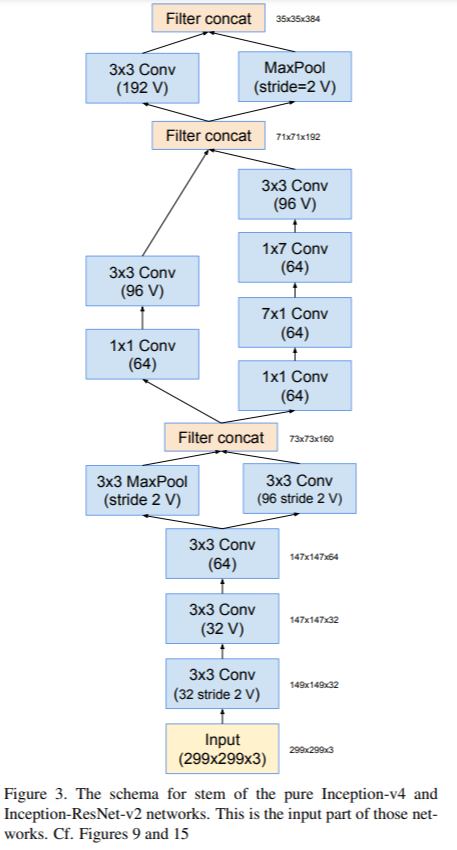 Filter concat 35x35x384
3x3 Conv
(192 V)
MaxPool
(stride=2 V)
Filter concat 71x71x192
3x3 Conv
(96 V)
1x7 Conv
(64)
3x3 Conv
(96 V)
7x1 Conv
(64)
1x1 Conv
(64)
1x1 Conv
(64)
Filter concat 73x73x160
3x3 MaxPool
(stride 2 V)
3x3 Conv
(96 stride 2 V)
3x3 Conv
(64)
147x147x64
3x3 Conv
(32 V)
147x147x32
3x3 Conv
(32 stride 2 V)
149x149x32
Input
(299x299x3)
299x299x3
Figure 3. The schema for stem of the pure Inception-v4 and
Inception-ResNet-v2 networks. This is the input part of those net-
works. Cf. Figures 9 and 15